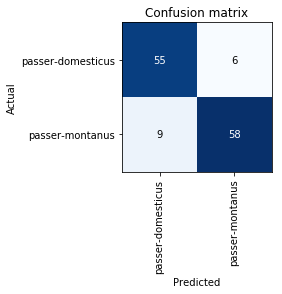 Confusion matrix
Actual
passer-domesticus
55
6
passer-montanus
9
58
passer-domesticus
passer-montanus
Predicted